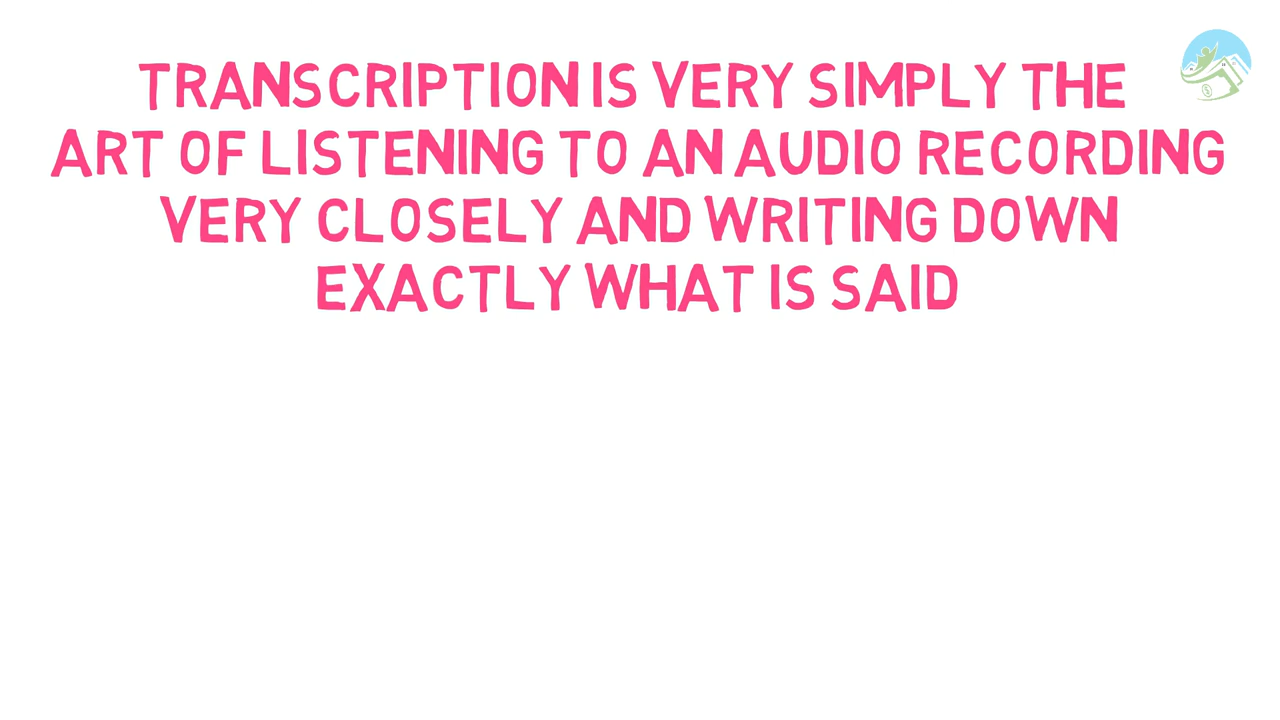 TRANSCRIPTION IS VERY SIMPLY THE
ART OF LISTENING TO AN AUDIO RECORDING
VERY CLOSELY AND WRITING DOWN
EXACTLY WHAT IS SAID